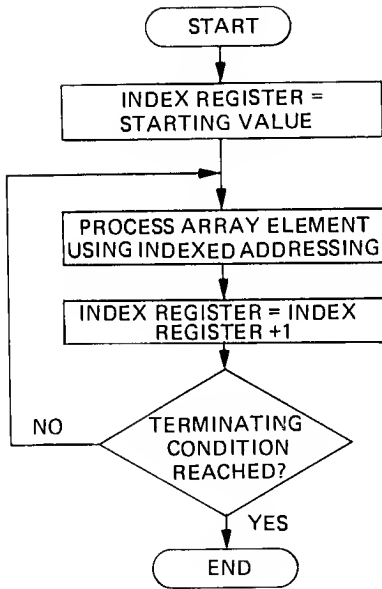 START
INDEX REGISTER =
STARTING VALUE
PROCESS ARRAY ELEMENT
USING INDEXED ADDRESSING
INDEX REGISTER = INDEX
REGISTER +1
TERMINATING
CONDITION
REACHED?
NO
YES
END